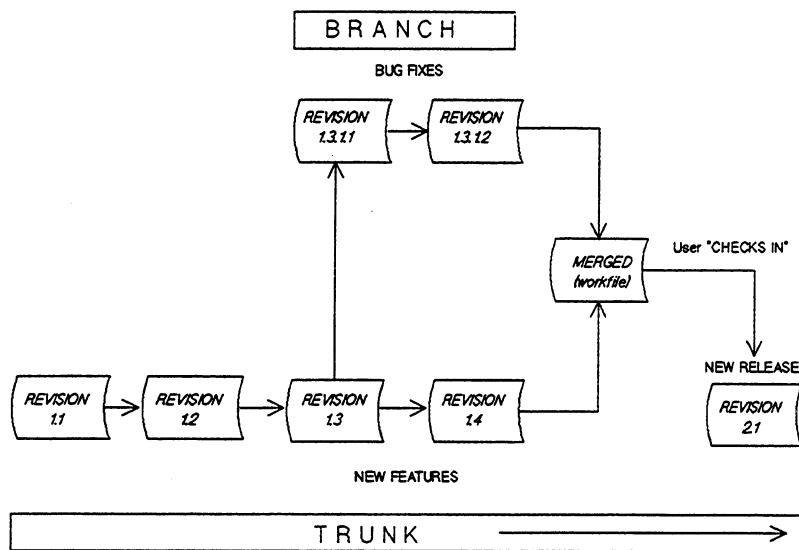 BRANCH
BUG FIXES
REVISION
1.3.1.1
REVISION
1.3.1.2
MERGED
(workfile)
User "CHECKS IN"
NEW RELEASE
REVISION
1.1
REVISION
1.2
REVISION
1.3
REVISION
1.4
REVISION
2.1
NEW FEATURES
TRUNK